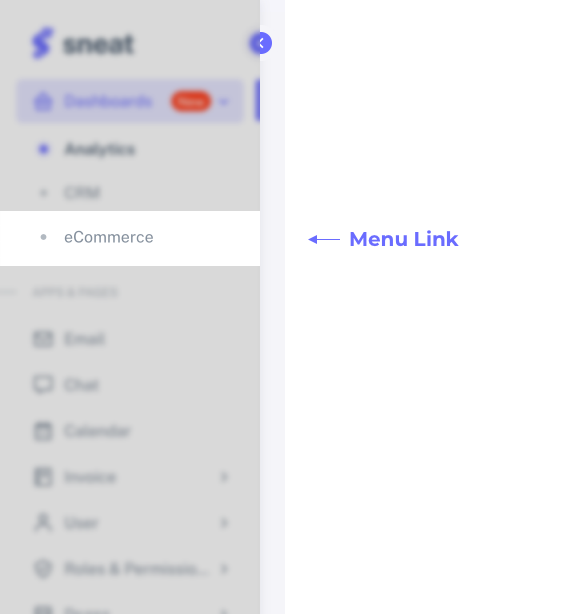 sneat
Dashboards New
Analytics
CRM
eCommerce
Menu Link
APPS & PAGES
Email
Chat
Calendar
Invoice
User
Roles & Permissio...